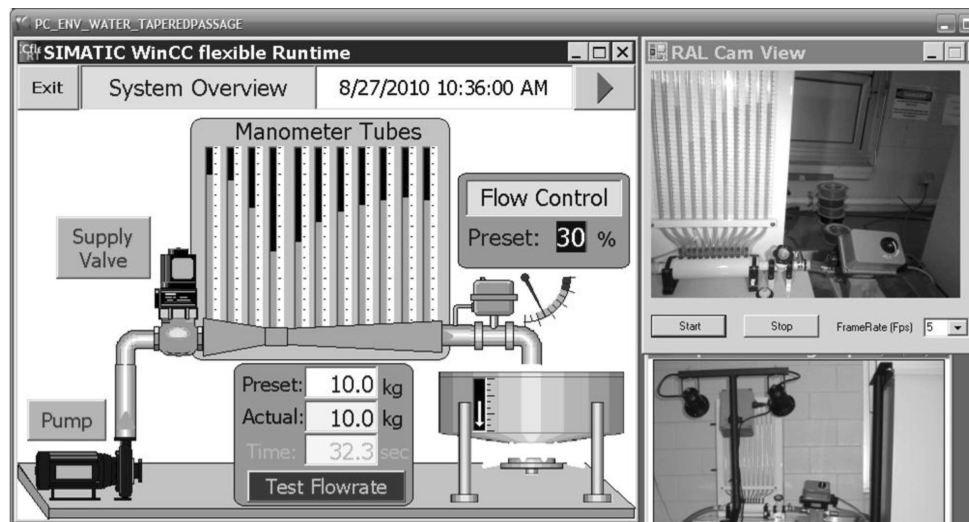 PC_ENV_WATER_TAPEREDPASSAGE
SIMATIC WinCC flexible Runtime
Exit
System Overview
8/27/2010 10:36:00 AM
Manometer Tubes
Supply
Valve
Flow Control
Preset: 30 %
Pump
Preset: 10.0 kg
Actual: 10.0 kg
Time: 32.3 sec
Test Flowrate
RAL Cam View
Start
Stop
FrameRate (Fps) 5